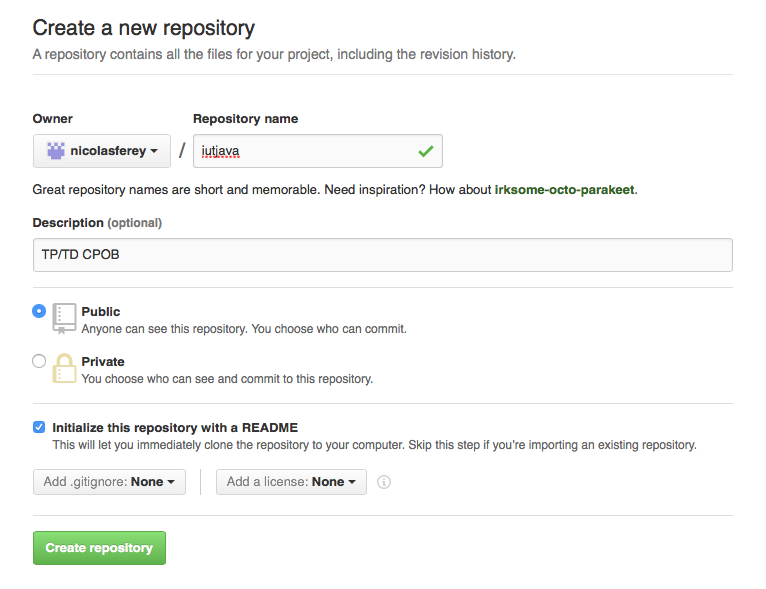 Create a new repository
A repository contains all the files for your project, including the revision history.
Owner
Repository name
nicolasferey / iutjava
Great repository names are short and memorable. Need inspiration? How about irksome-octo-parakeet.
Description (optional)
TP/TD CPOB
Public
Anyone can see this repository. You choose who can commit.
Private
You choose who can see and commit to this repository.
Initialize this repository with a README
This will let you immediately clone the repository to your computer. Skip this step if you're importing an existing repository.
Add .gitignore: None
Add a license: None
Create repository